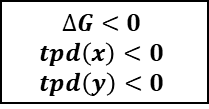 ΔG < 0
tpd(x) < 0
tpd(y) < 0